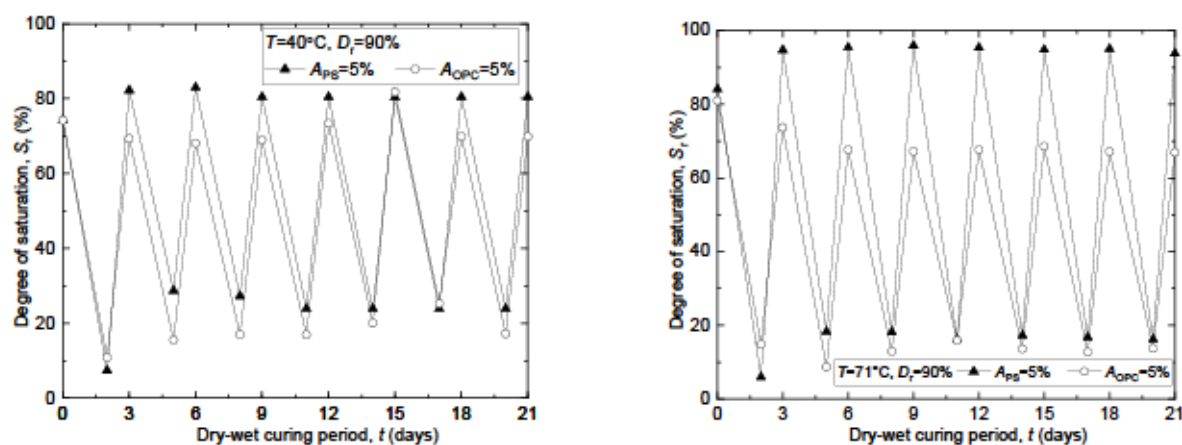 100
80
60
40
20
0
Degree of saturation, Sr (%)
T=40°C, Dr=90%
APS=5% AOPC=5%
0 3 6 9 12 15 18 21
Dry-wet curing period, t (days)
100
80
60
40
20
0
Degree of saturation, Sr (%)
T=71°C, Dr=90% APS=5% AOPC=5%
0 3 6 9 12 15 18 21
Dry-wet curing period, t (days)